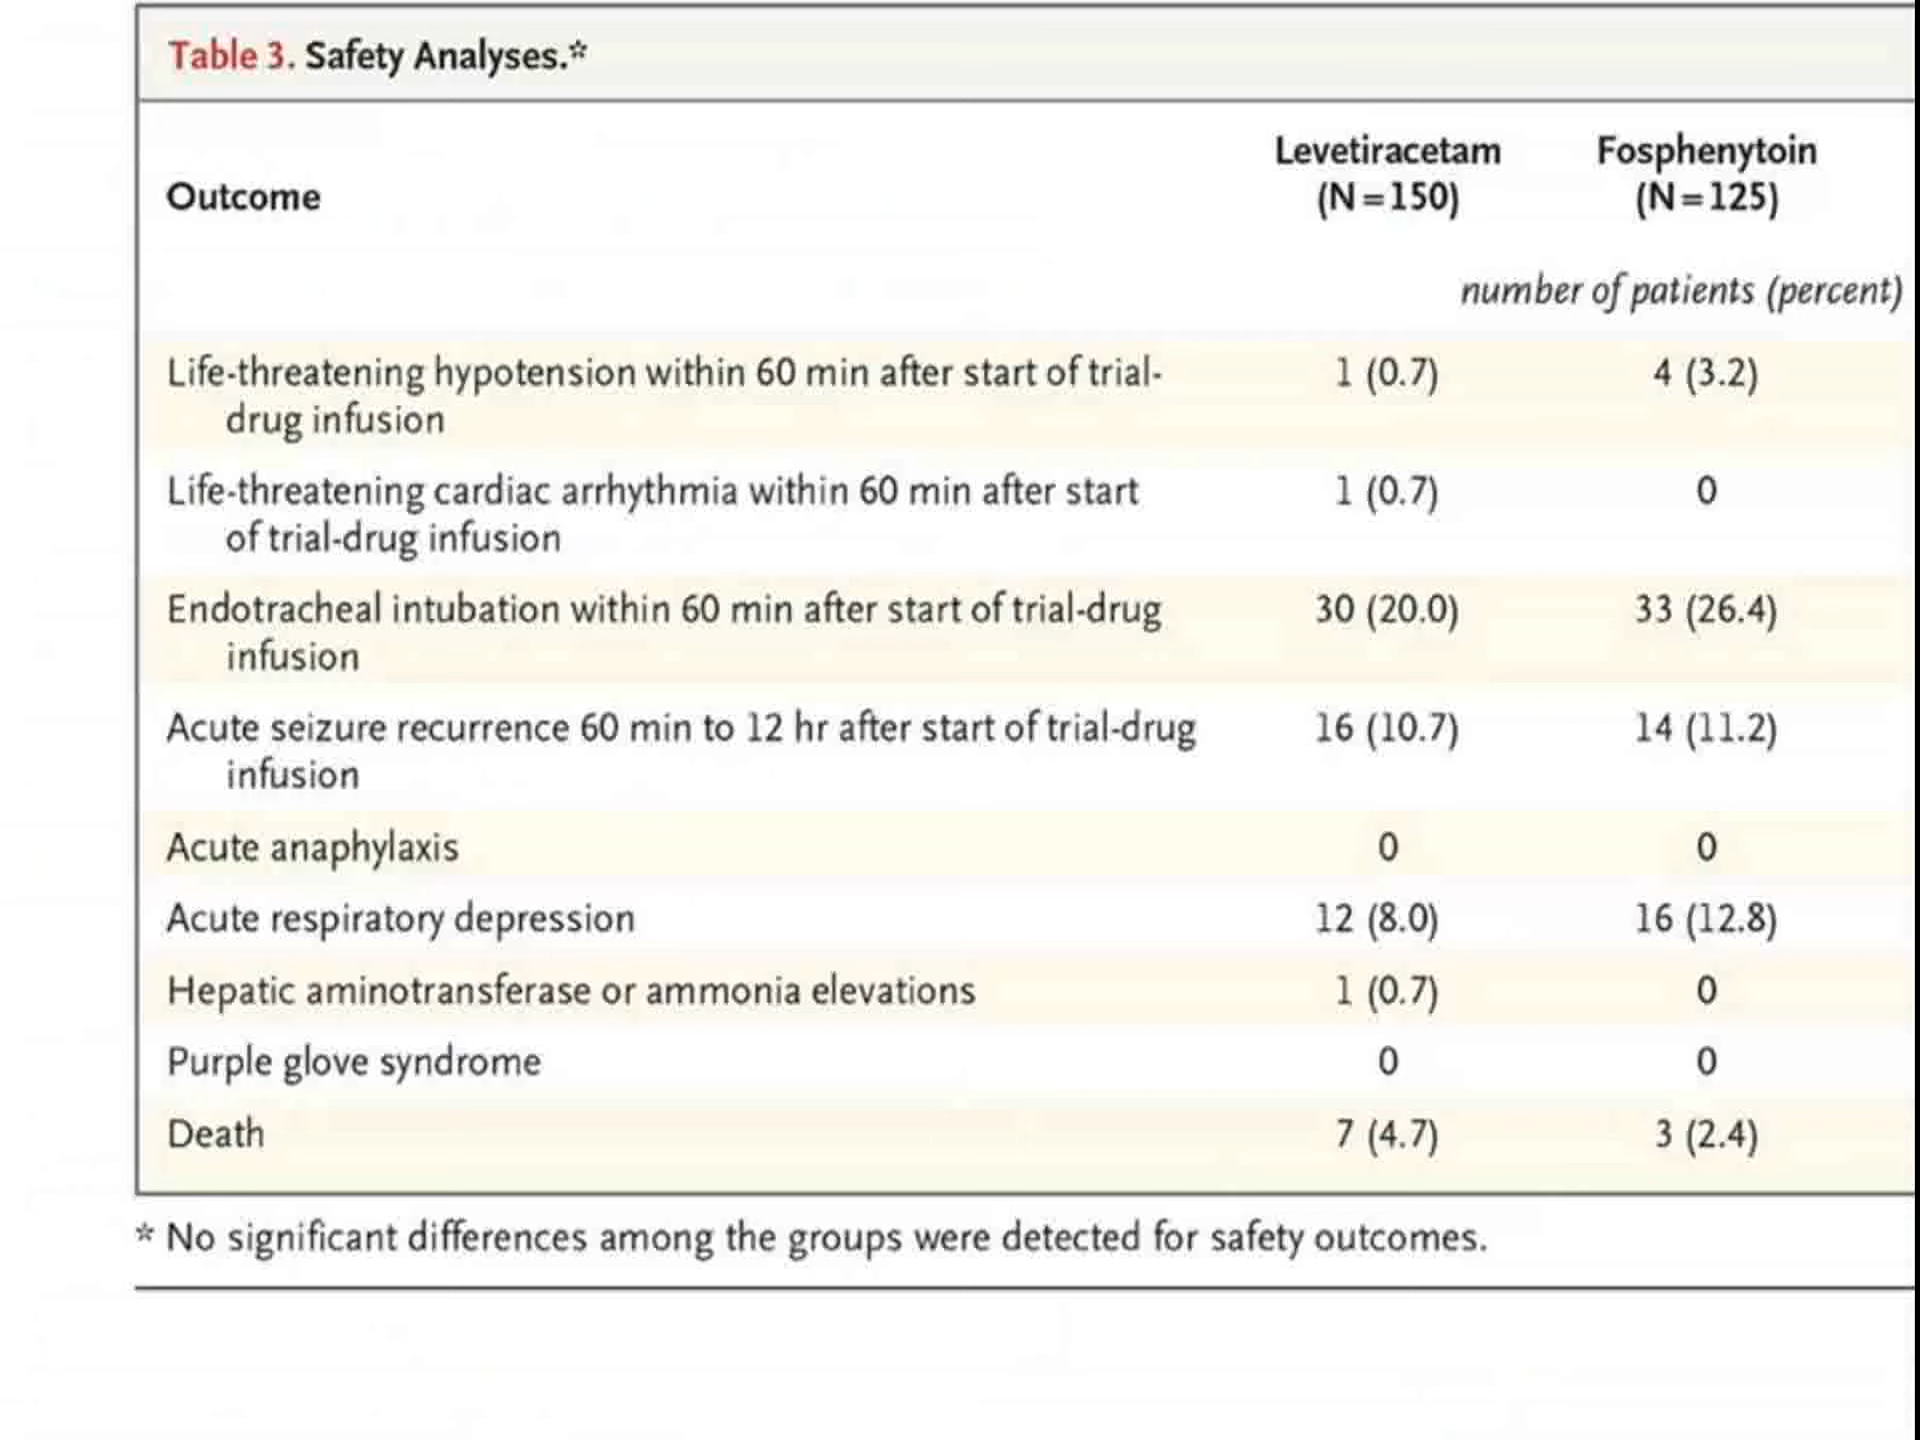 Table 3. Safety Analyses.*
Outcome
Levetiracetam (N=150)
Fosphenytoin (N=125)
number of patients (percent)
Life-threatening hypotension within 60 min after start of trial- 1 (0.7) 4 (3.2)
drug infusion
Life-threatening cardiac arrhythmia within 60 min after start 1 (0.7) 0
of trial-drug infusion
Endotracheal intubation within 60 min after start of trial-drug 30 (20.0) 33 (26.4)
infusion
Acute seizure recurrence 60 min to 12 hr after start of trial-drug 16 (10.7) 14 (11.2)
infusion
Acute anaphylaxis 0 0
Acute respiratory depression 12 (8.0) 16 (12.8)
Hepatic aminotransferase or ammonia elevations 1 (0.7) 0
Purple glove syndrome 0 0
Death 7 (4.7) 3 (2.4)
* No significant differences among the groups were detected for safety outcomes.